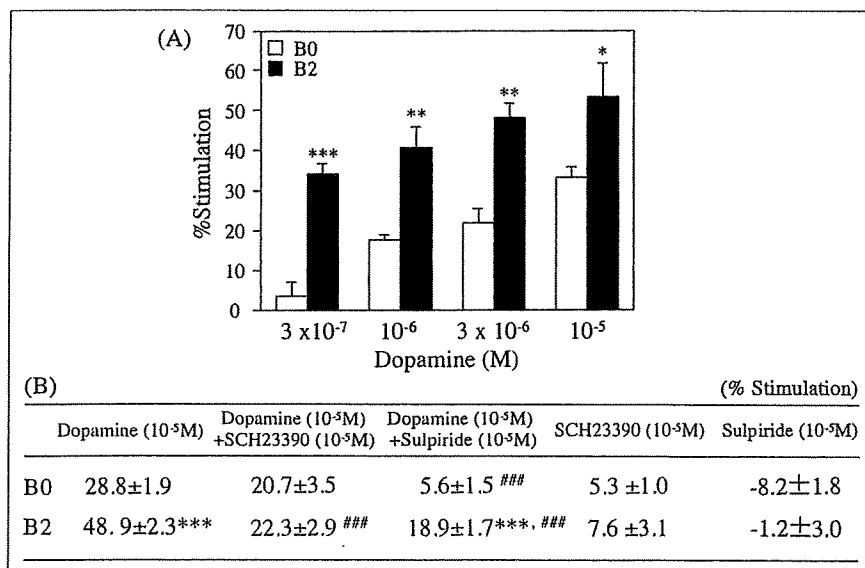 (A)
70
60
50
40
30
20
10
0
%Stimulation
B0
B2
***
**
**
*
3 x10-7 10-6 3 x 10-6 10-5
Dopamine (M)
(B) (% Stimulation)
Dopamine (10-5M) Dopamine (10-5M) +SCH23390 (10-5M) Dopamine (10-5M) +Sulpiride (10-5M) SCH23390 (10-5M) Sulpiride (10-5M)
B0 28.8±1.9 20.7±3.5 5.6±1.5 ### 5.3 ±1.0 -8.2±1.8
B2 48.9±2.3*** 22.3±2.9 ### 18.9±1.7***, ### 7.6 ±3.1 -1.2±3.0